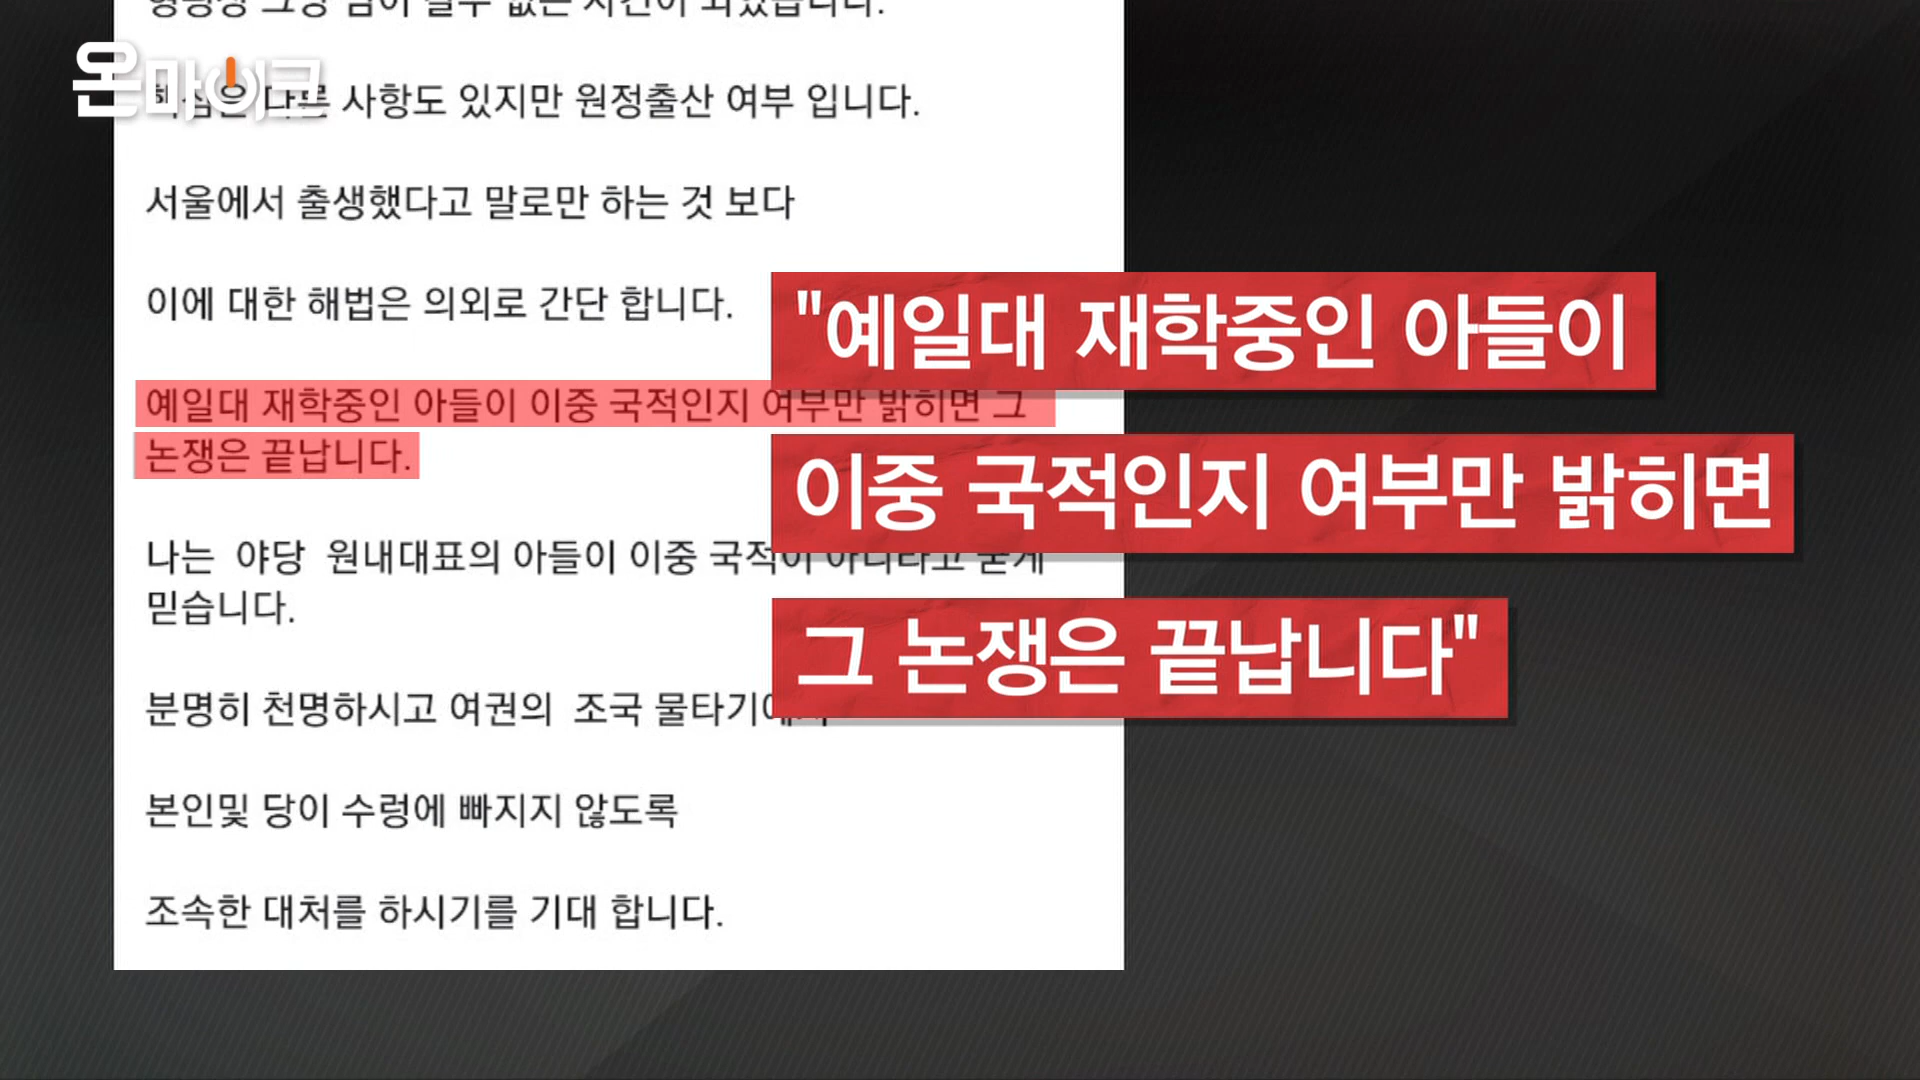 온마이크
사항도 있지만 원정출산 여부 입니다.
서울에서 출생했다고 말로만 하는 것 보다
이에 대한 해법은 의외로 간단 합니다.
예일대 재학중인 아들이 이중 국적인지 여부만 밝히면 그
논쟁은 끝납니다.
나는 야당 원내대표의 아들이 이중 국적이 아니라고 굳게
믿습니다.
분명히 천명하시고 여권의 조국
본인및 당이 수렁에 빠지지 않도록
조속한 대처를 하시기를 기대 합니다.
"예일대 재학중인 아들이
이중 국적인지 여부만 밝히면
그 논쟁은 끝납니다"